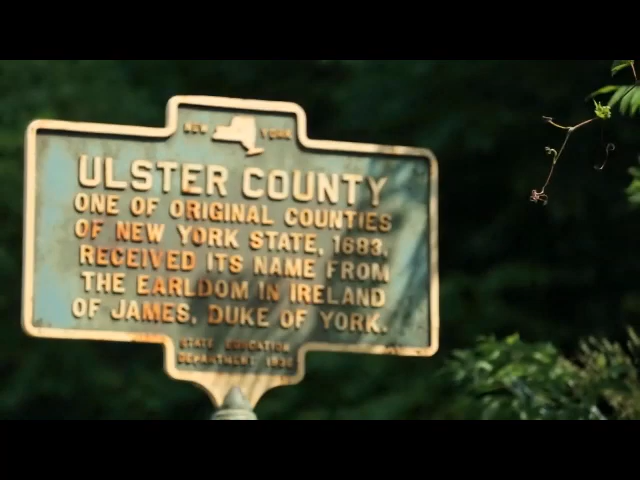 NEW YORK
ULSTER COUNTY
ONE OF ORIGINAL COUNTIES
OF NEW YORK STATE, 1683,
RECEIVED ITS NAME FROM
THE EARLDOM IN IRELAND
OF JAMES, DUKE OF YORK.
STATE EDUCATION
DEPARTMENT